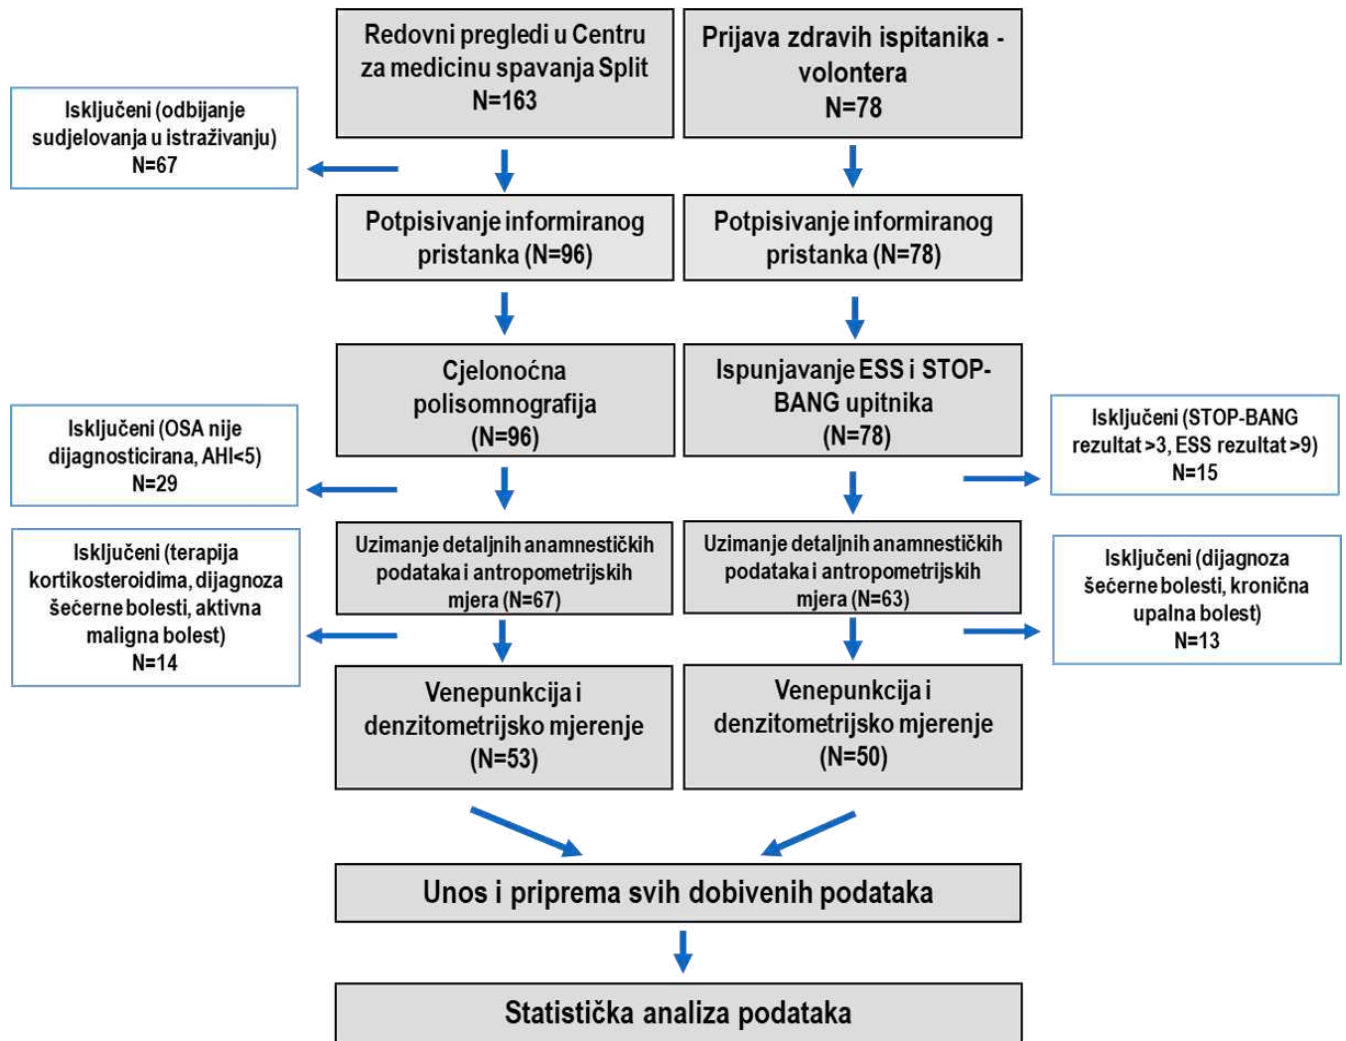 Redovni pregledi u Centru
za medicinu spavanja Split
N=163
Prijava zdravih ispitanika -
volontera
N=78
Isključeni (odbijanje
sudjelovanja u istraživanju)
N=67
Potpisivanje informiranog
pristanka (N=96)
Potpisivanje informiranog
pristanka (N=78)
Cjelonoćna
polisomnografija
(N=96)
Ispunjavanje ESS i STOP-
BANG upitnika
(N=78)
Isključeni (OSA nije
dijagnosticirana, AHI<5)
N=29
Isključeni (STOP-BANG
rezultat >3, ESS rezultat >9)
N=15
Uzimanje detaljnih anamnestičkih
podataka i antropometrijskih
mjera (N=67)
Uzimanje detaljnih anamnestičkih
podataka i antropometrijskih
mjera (N=63)
Isključeni (terapija
kortikosteroidima, dijagnoza
šećerne bolesti, aktivna
maligna bolest)
N=14
Isključeni (dijagnoza
šećerne bolesti, kronična
upalna bolest)
N=13
Venepunkcija i
denzitometrijsko mjerenje
(N=53)
Venepunkcija i
denzitometrijsko mjerenje
(N=50)
Unos i priprema svih dobivenih podataka
Statistička analiza podataka